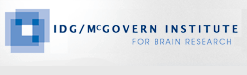 IDG/McGOVERN INSTITUTE
FOR BRAIN RESEARCH